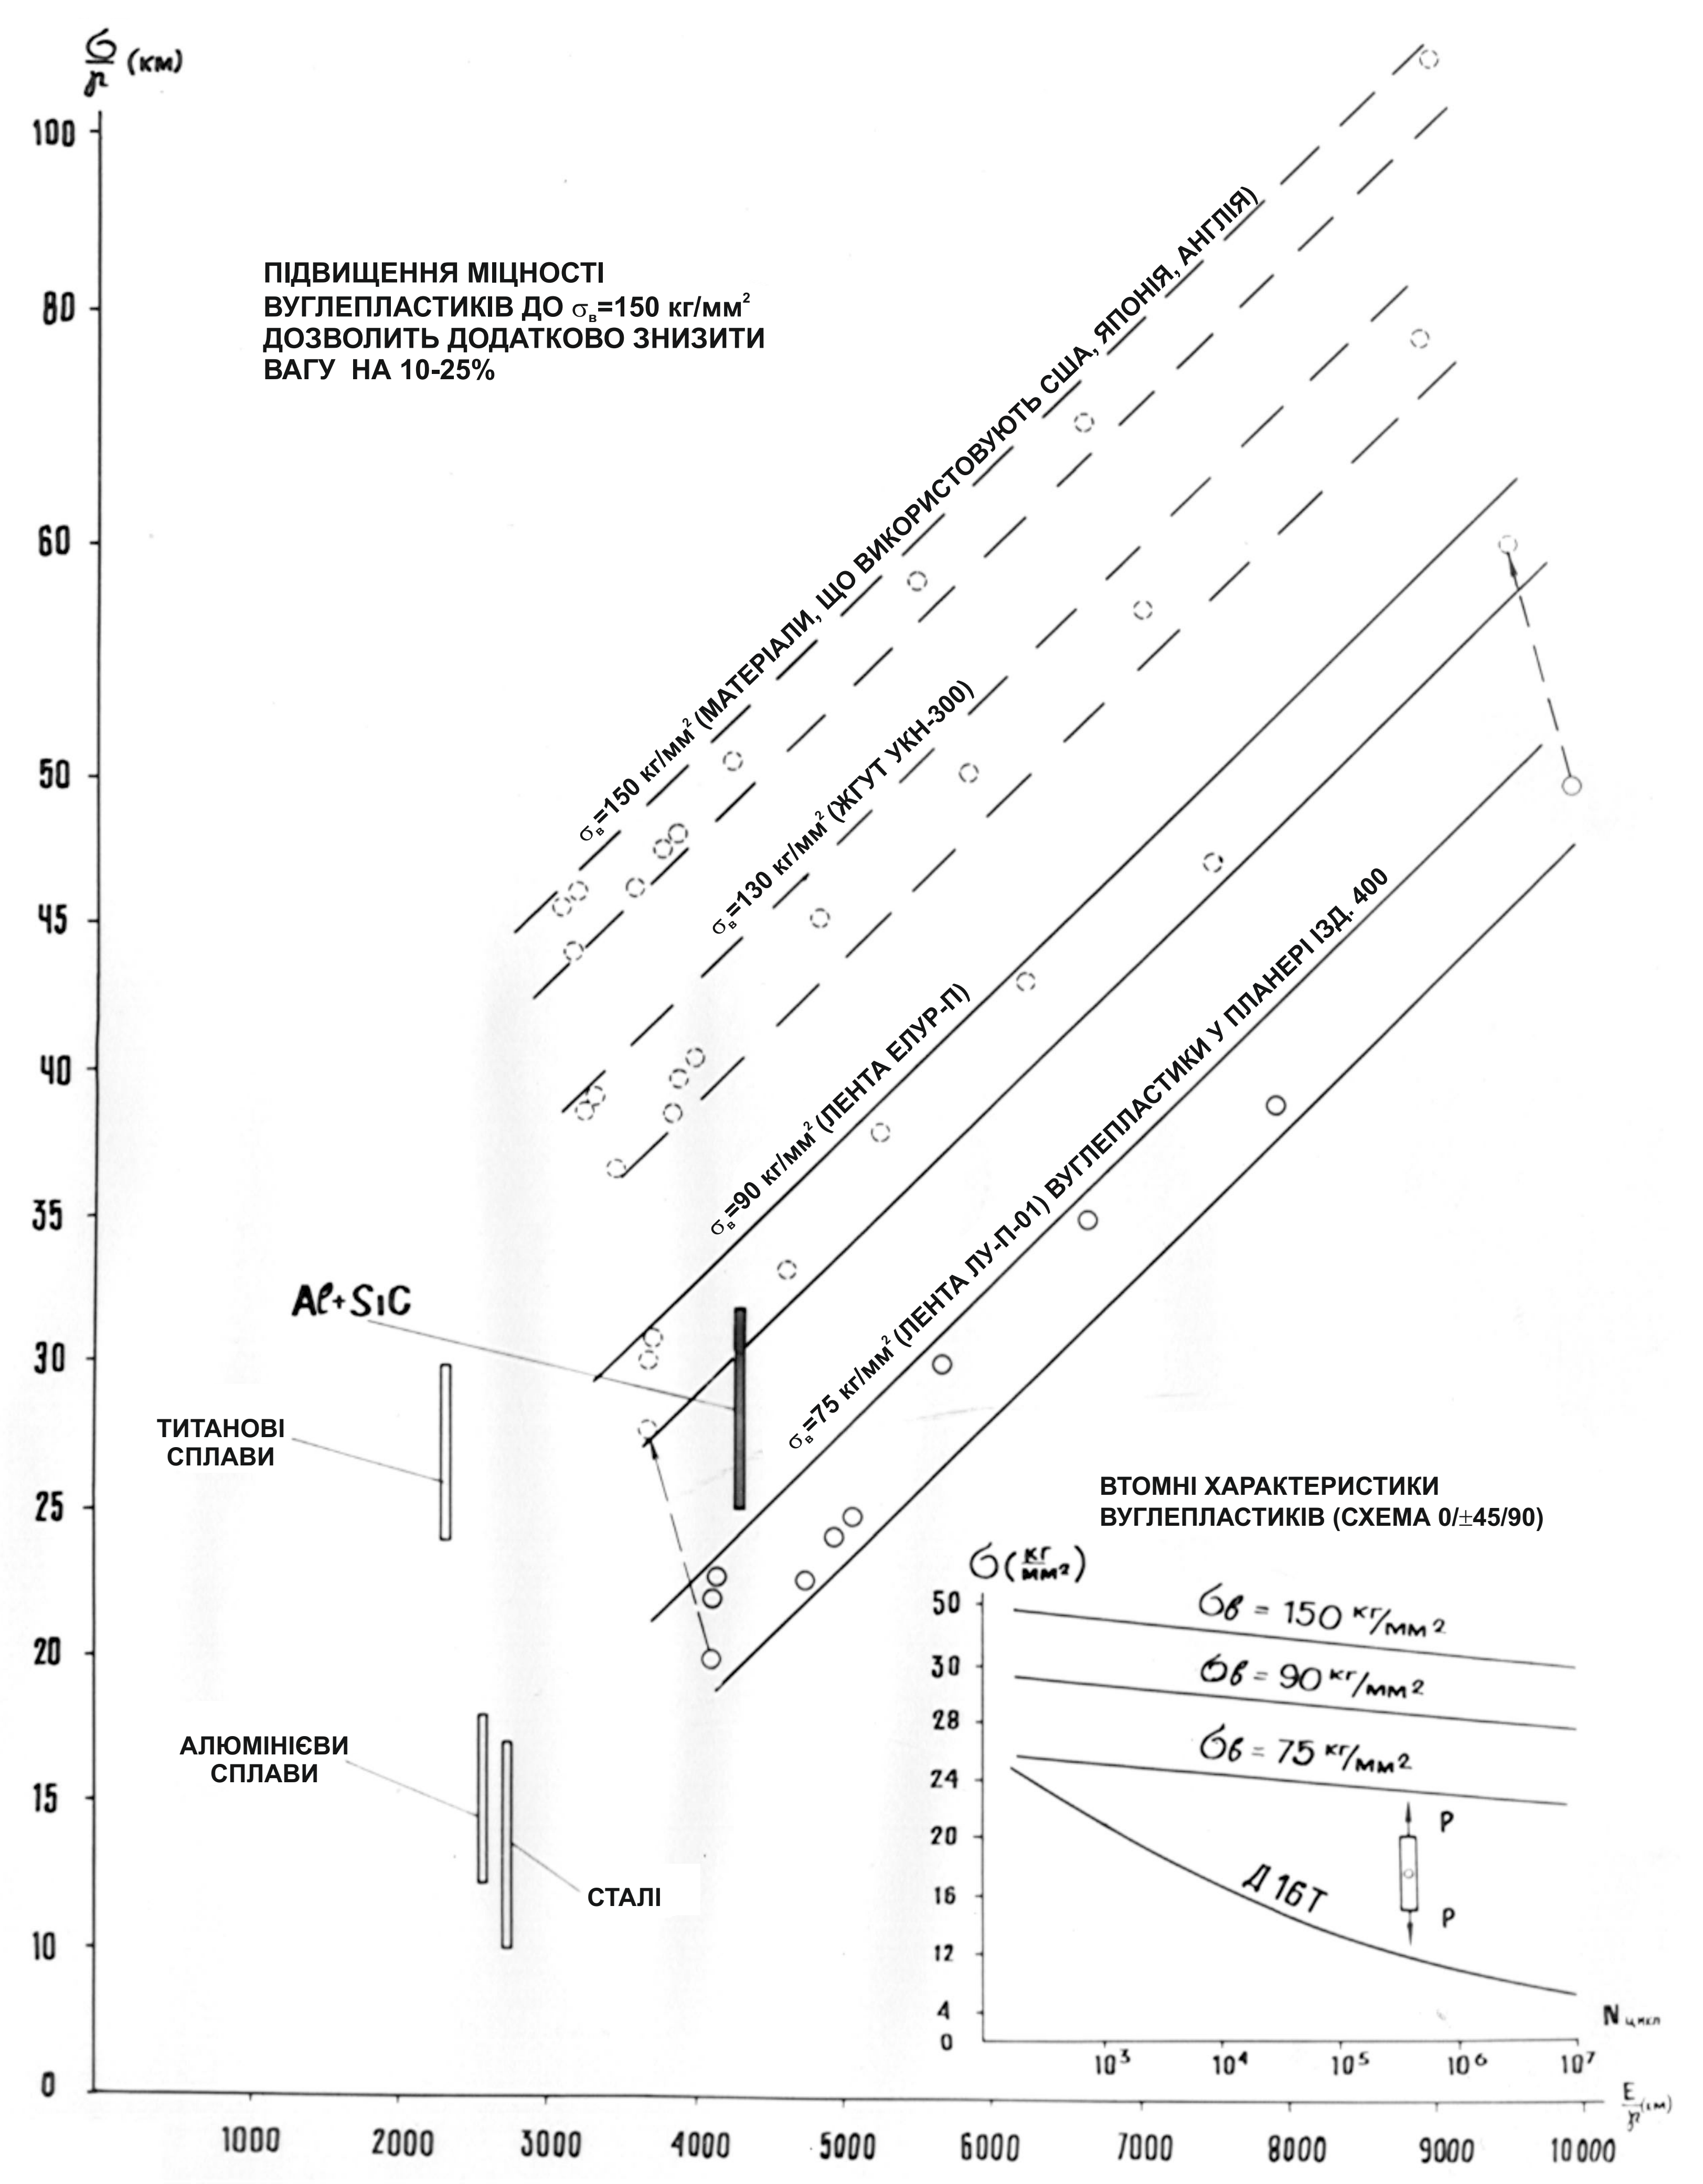 σ/γ (км)
100
80
60
50
45
40
35
30
25
20
15
10
0
1000 2000 3000 4000 5000 6000 7000 8000 9000 10000
E/γ (км)
ПІДВИЩЕННЯ МІЦНОСТІ
ВУГЛЕПЛАСТИКІВ ДО σв=150 кг/мм²
ДОЗВОЛИТЬ ДОДАТКОВО ЗНИЗИТИ
ВАГУ НА 10-25%
σв=150 кг/мм² (МАТЕРІАЛИ, ЩО ВИКОРИСТОВУЮТЬ США, ЯПОНІЯ, АНГЛІЯ)
σв=130 кг/мм² (ЖГУТ УКН-300)
σв=90 кг/мм² (ЛЕНТА ЕЛУР-П)
σв=75 кг/мм² (ЛЕНТА ЛУ-П-01) ВУГЛЕПЛАСТИКИ У ПЛАНЕРІ ІЗД. 400
Al+SiC
ТИТАНОВІ
СПЛАВИ
АЛЮМІНІЄВИ
СПЛАВИ
СТАЛІ
ВТОМНІ ХАРАКТЕРИСТИКИ
ВУГЛЕПЛАСТИКІВ (СХЕМА 0/±45/90)
σ (кг/мм²)
50
30
28
24
20
16
12
4
0
σв = 150 кг/мм²
σв = 90 кг/мм²
σв = 75 кг/мм²
Д 16Т
P
P
N цикл
10³ 10⁴ 10⁵ 10⁶ 10⁷